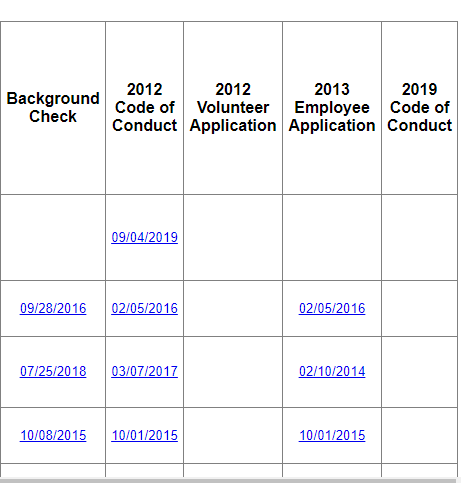 Background Check
2012 Code of Conduct
2012 Volunteer Application
2013 Employee Application
2019 Code of Conduct
09/04/2019
09/28/2016 02/05/2016 02/05/2016
07/25/2018 03/07/2017 02/10/2014
10/08/2015 10/01/2015 10/01/2015